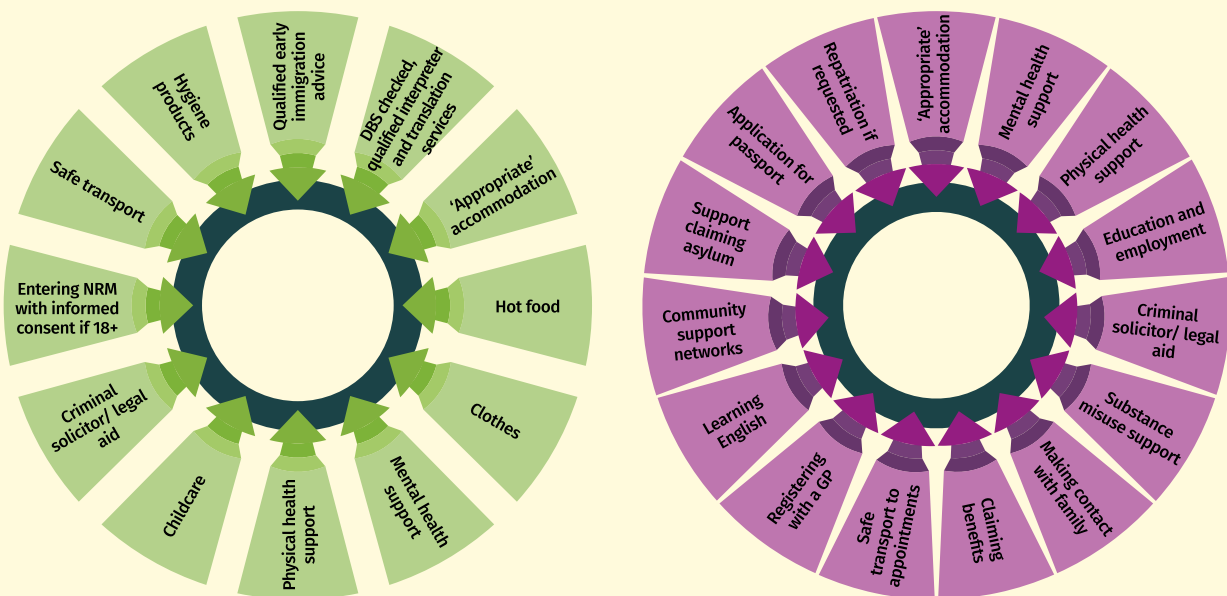 Qualified early
immigration
advice
DBS checked,
qualified interpreter
and translation
services
‘Appropriate’
accommodation
Hot food
Clothes
Mental health
support
Physical health
support
Childcare
Criminal
solicitor/ legal
aid
Entering NRM
with informed
consent if 18+
Safe transport
Hygiene
products
‘Appropriate’
accommodation
Mental health
support
Physical health
support
Education and
employment
Criminal
solicitor/ legal
aid
Substance
misuse support
Making contact
with family
Claiming
benefits
Safe
transport to
appointments
Registering
with a GP
Learning
English
Community
support
networks
Support
claiming
asylum
Application for
passport
Repatriation if
requested